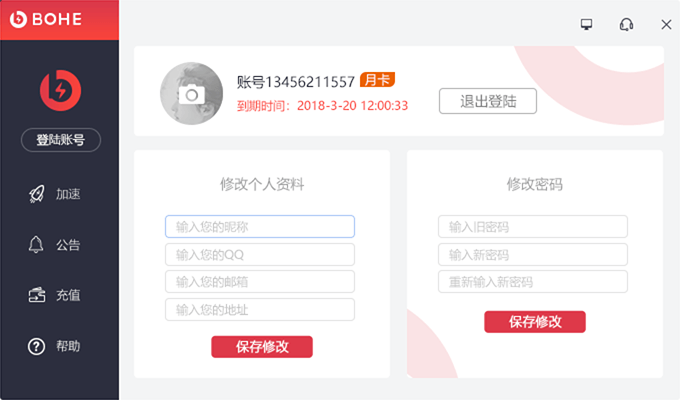 BOHE
登陆账号
加速
公告
充值
帮助
账号13456211557 月卡
到期时间：2018-3-20 12:00:33
退出登陆
修改个人资料
输入您的昵称
输入您的QQ
输入您的邮箱
输入您的地址
保存修改
修改密码
输入旧密码
输入新密码
重新输入新密码
保存修改